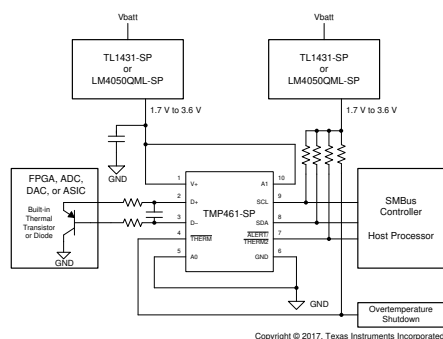 Vbatt
Vbatt
TL1431-SP
or
LM4050QML-SP
TL1431-SP
or
LM4050QML-SP
1.7 V to 3.6 V
1.7 V to 3.6 V
GND
FPGA, ADC,
DAC, or ASIC
Built-in
Thermal
Transistor
or Diode
GND
1 V+
2 D+
3 D–
4 THERM
5 A0
TMP461-SP
A1 10
SCL 9
SDA 8
ALERT/
THERM2 7
GND 6
GND
SMBus
Controller
Host Processor
Overtemperature
Shutdown
Copyright © 2017, Texas Instruments Incorporated